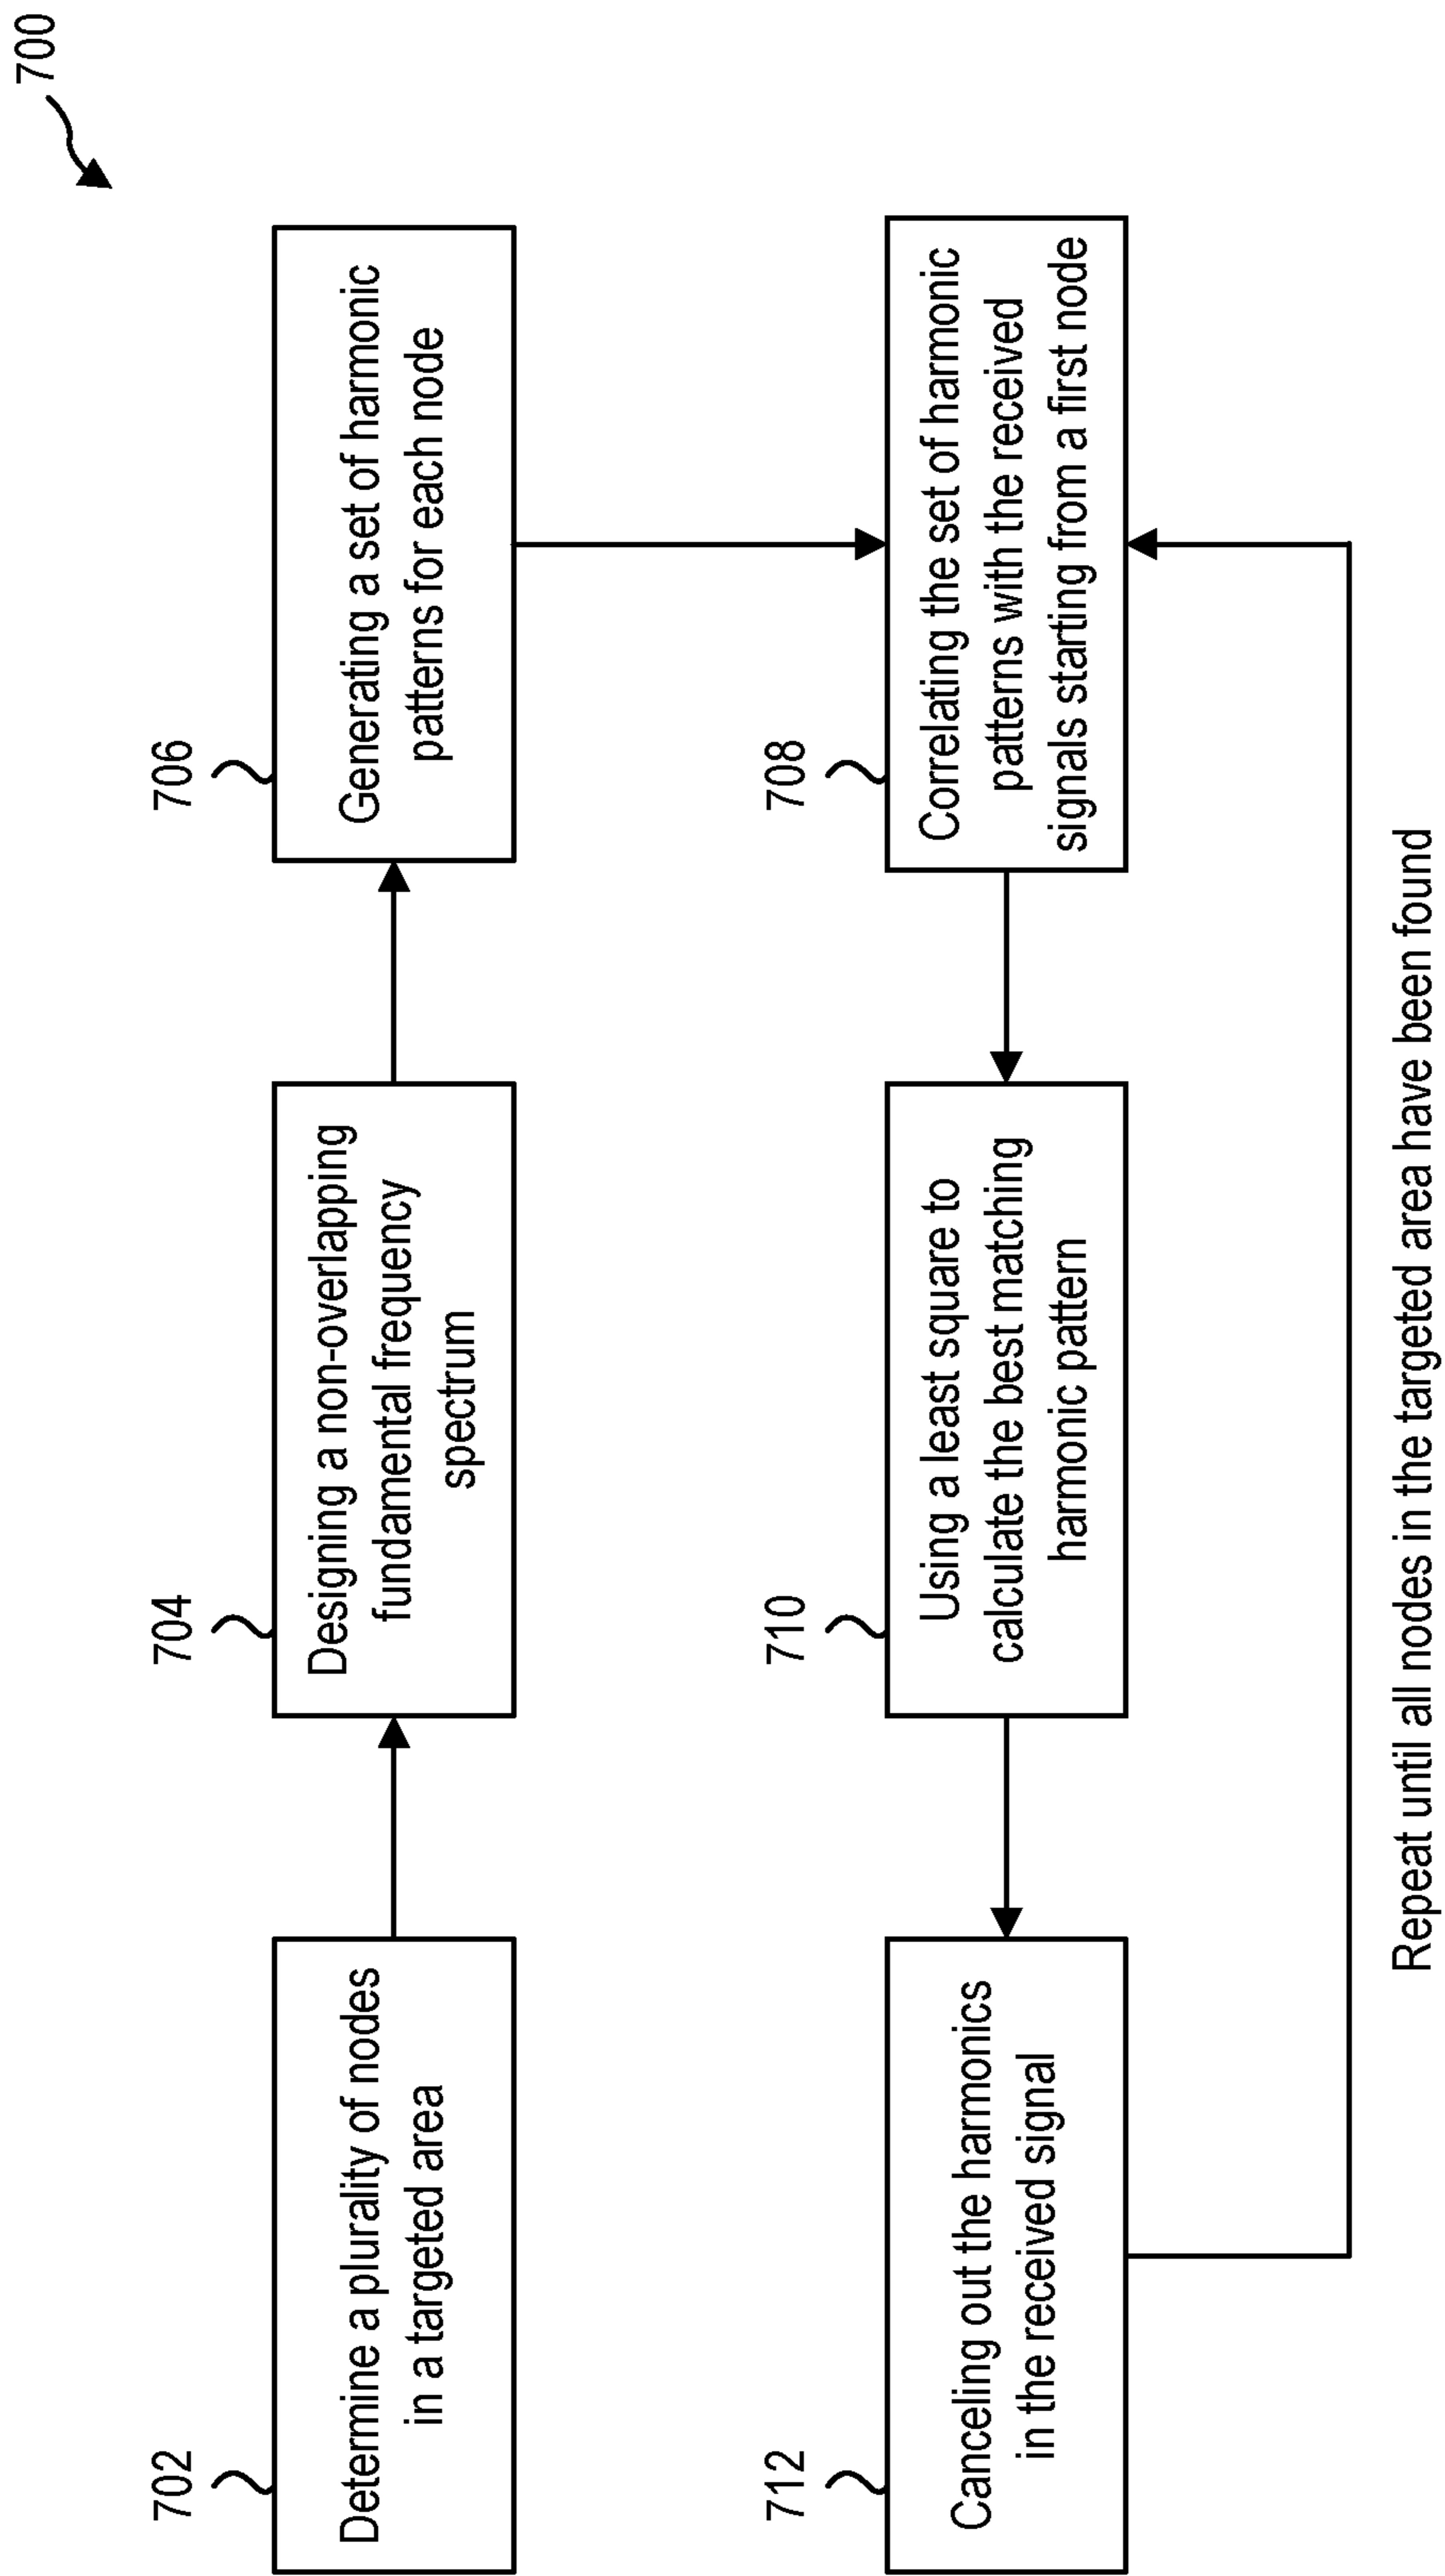 700
702
Determine a plurality of nodes
in a targeted area
704
Designing a non-overlapping
fundamental frequency
spectrum
706
Generating a set of harmonic
patterns for each node
708
Correlating the set of harmonic
patterns with the received
signals starting from a first node
710
Using a least square to
calculate the best matching
harmonic pattern
712
Canceling out the harmonics
in the received signal
Repeat until all nodes in the targeted area have been found